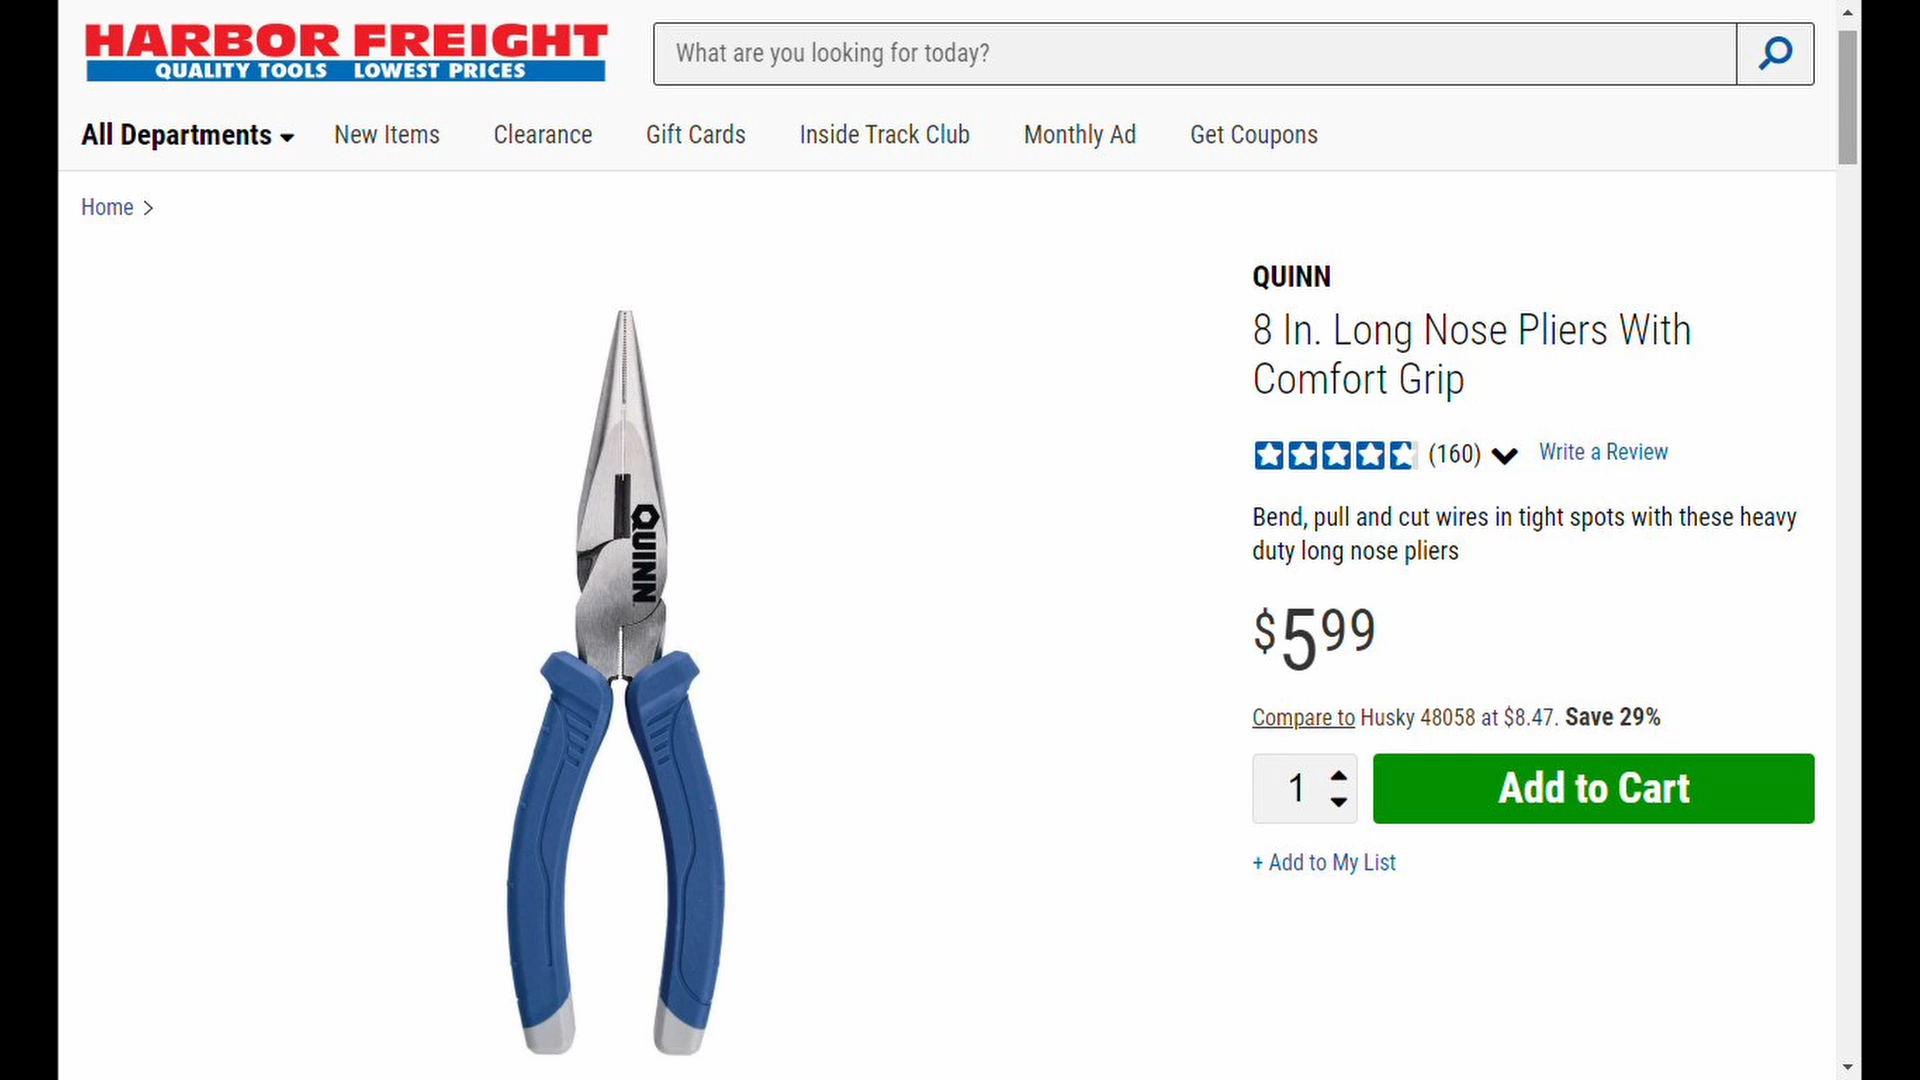 HARBOR FREIGHT
QUALITY TOOLS LOWEST PRICES
What are you looking for today?
All Departments New Items Clearance Gift Cards Inside Track Club Monthly Ad Get Coupons
Home >
QUINN
8 In. Long Nose Pliers With
Comfort Grip
(160) Write a Review
Bend, pull and cut wires in tight spots with these heavy
duty long nose pliers
$5 99
Compare to Husky 48058 at $8.47. Save 29%
1 Add to Cart
+ Add to My List
QUINN